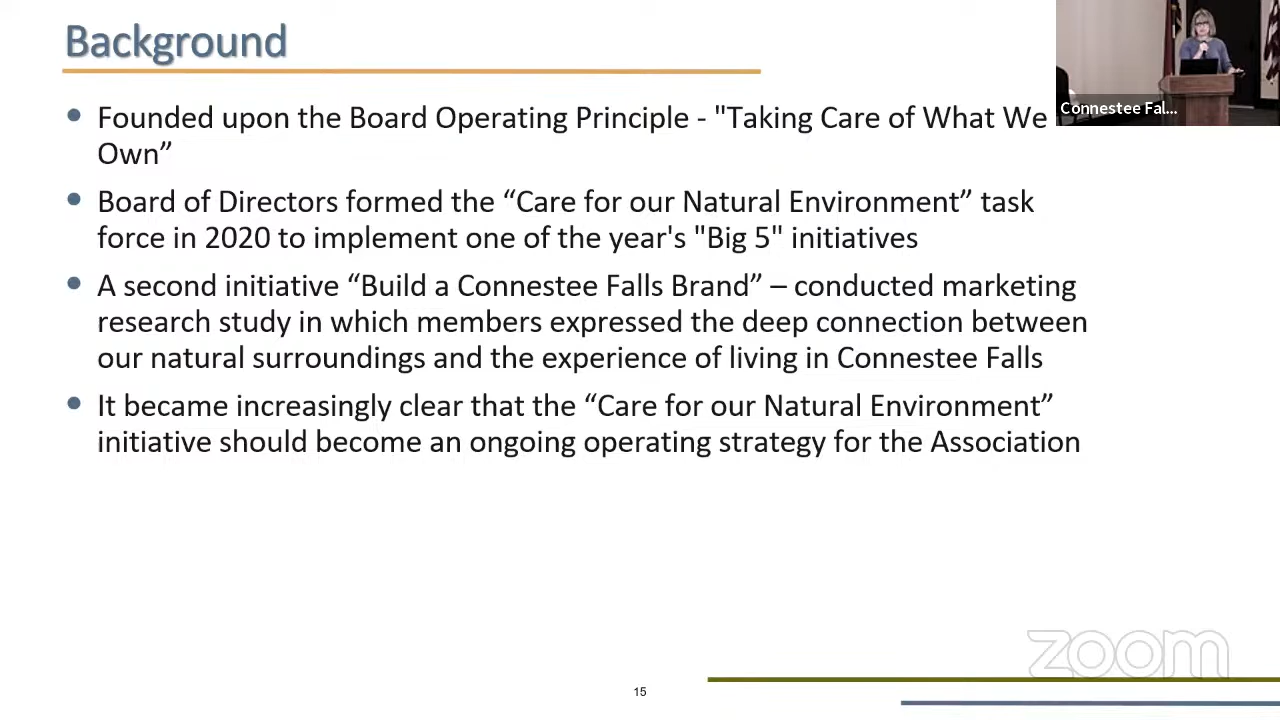 Background
Connestee Fal...
Founded upon the Board Operating Principle - "Taking Care of What We
Own”
Board of Directors formed the “Care for our Natural Environment” task
force in 2020 to implement one of the year's "Big 5" initiatives
A second initiative “Build a Connestee Falls Brand” – conducted marketing
research study in which members expressed the deep connection between
our natural surroundings and the experience of living in Connestee Falls
It became increasingly clear that the “Care for our Natural Environment”
initiative should become an ongoing operating strategy for the Association
zoom
15